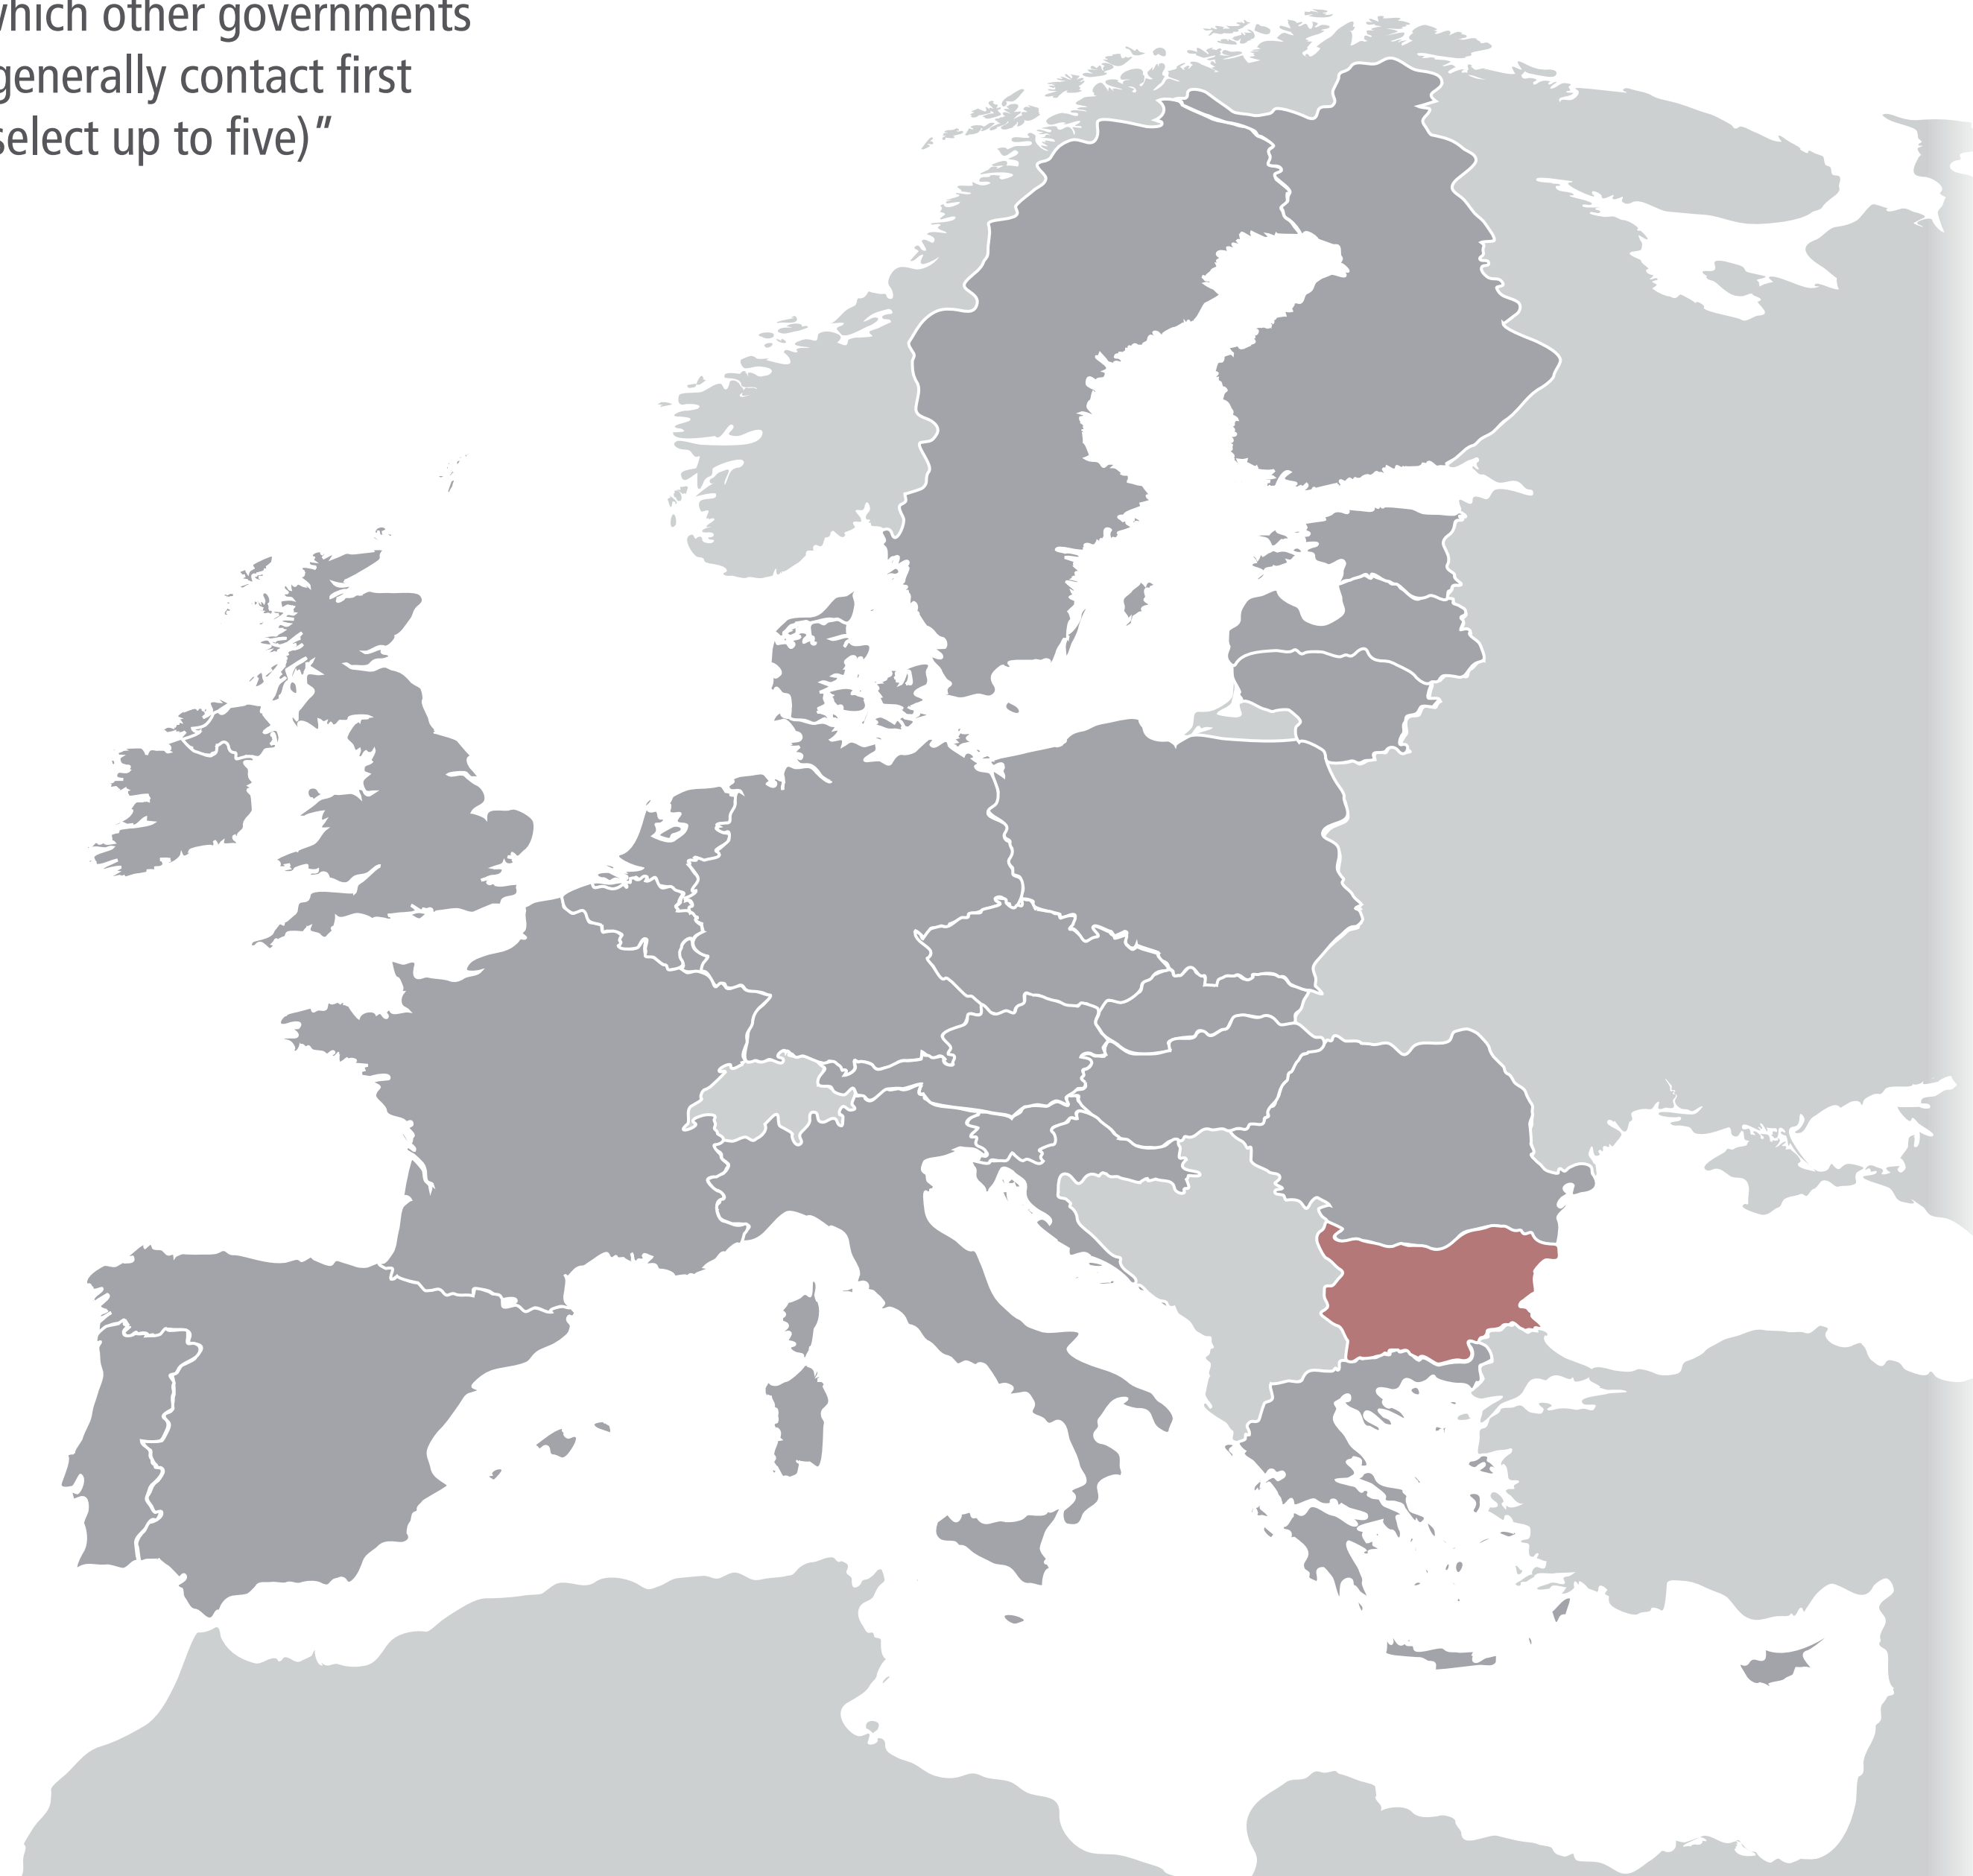 which other governments
generally contact first
select up to five)”